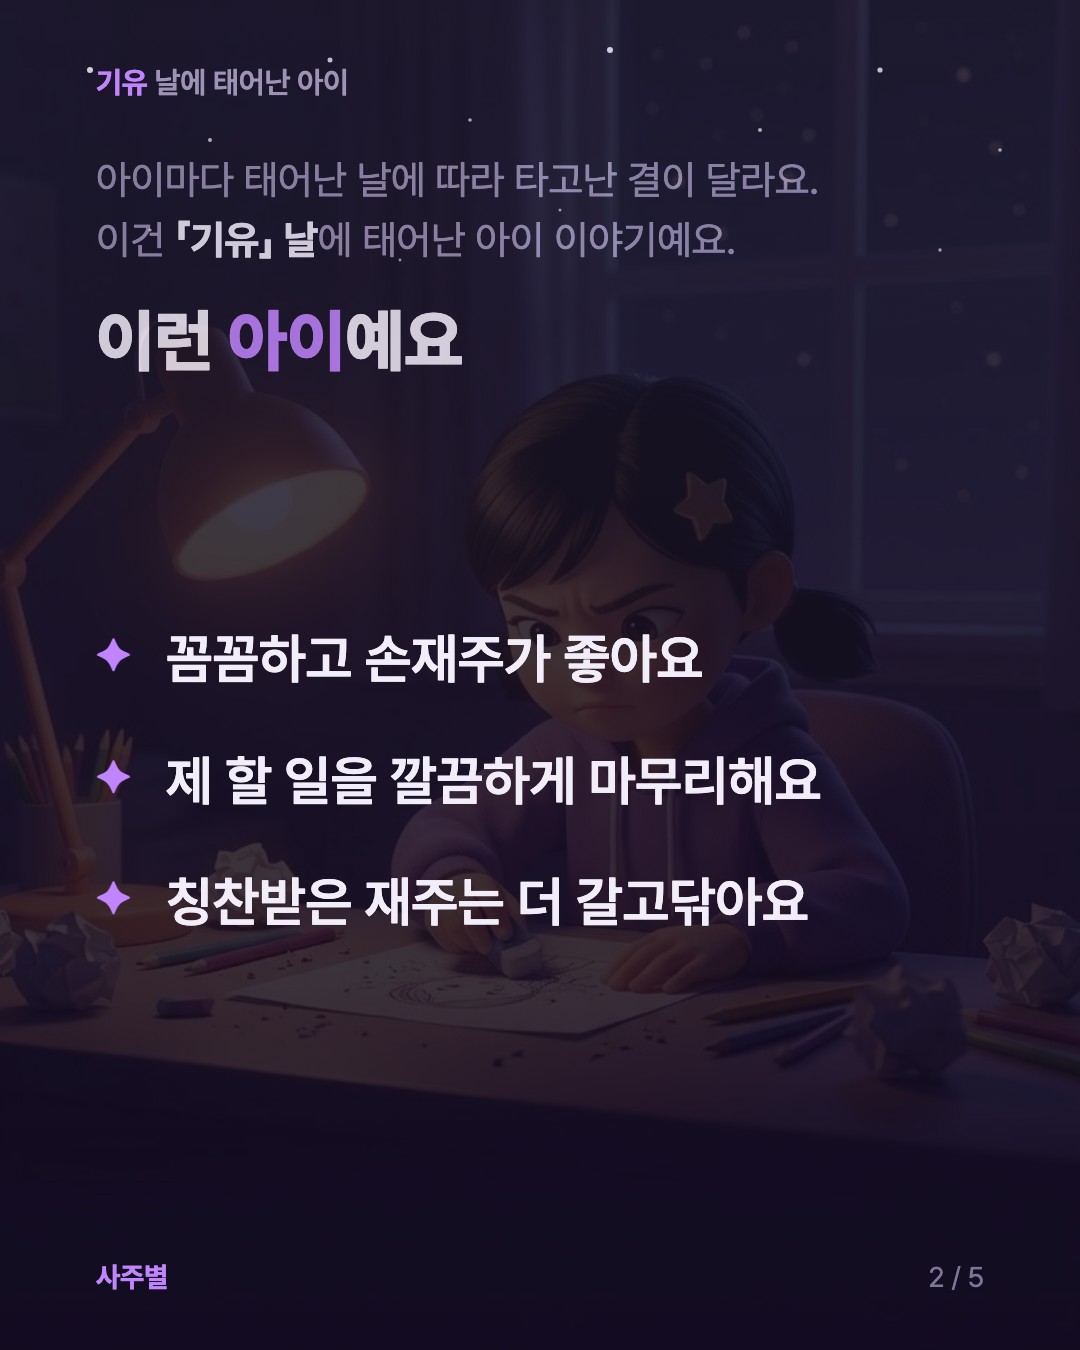 기유 날에 태어난 아이
아이마다 태어난 날에 따라 타고난 결이 달라요.
이건 「기유」 날에 태어난 아이 이야기예요.
이런 아이예요
꼼꼼하고 손재주가 좋아요
제 할 일을 깔끔하게 마무리해요
칭찬받은 재주는 더 갈고닦아요
사주별
2 / 5